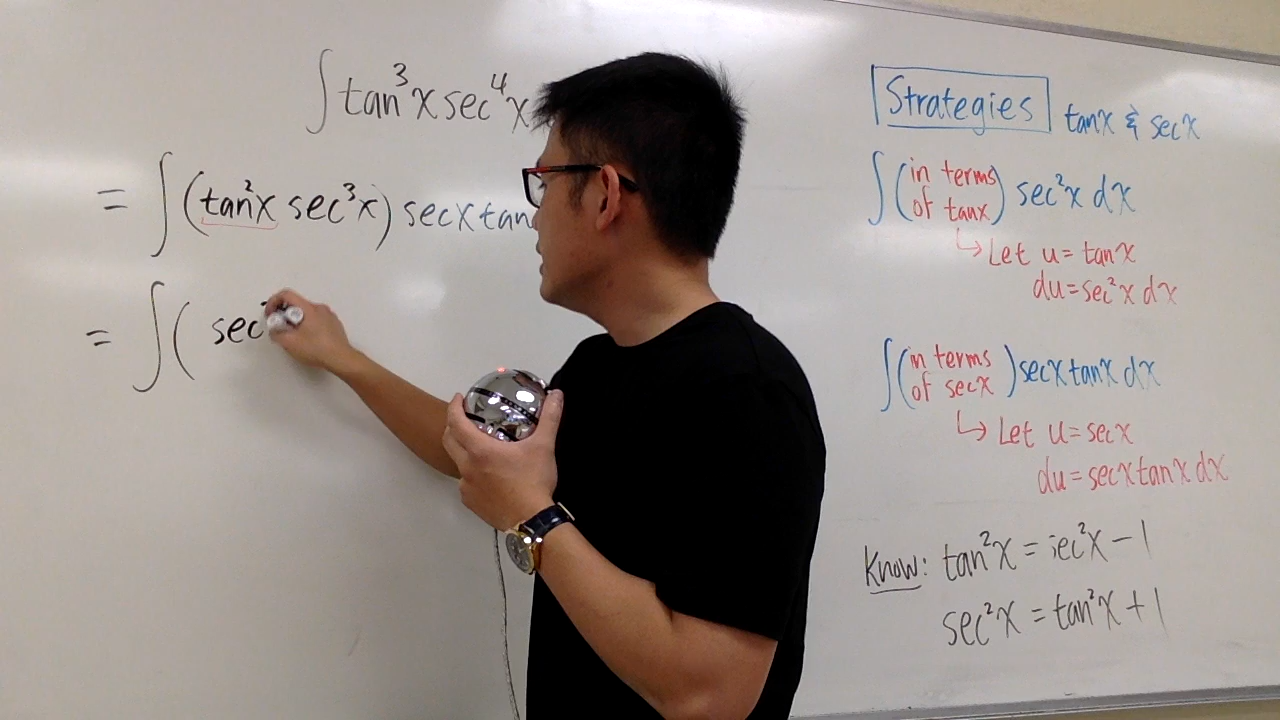 ∫ tan³x sec⁴x
= ∫ (tan²x sec³x) secx tan
= ∫ ( sec²
Strategies tanx & secx
∫ (in terms of tanx) sec²x dx
↳ Let u = tanx
du = sec²x dx
∫ (in terms of secx) secx tanx dx
↳ Let u = secx
du = secx tanx dx
Know: tan²x = sec²x − 1
sec²x = tan²x + 1